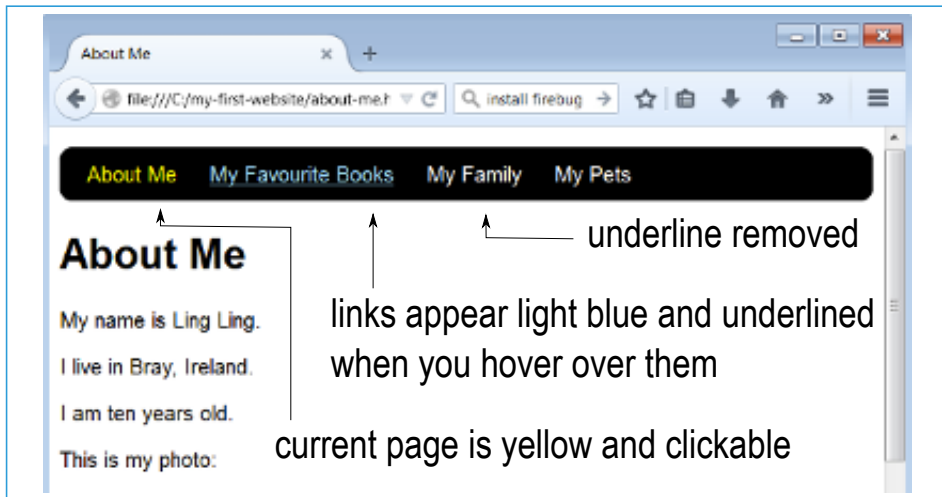 About Me
file:///C:/my-first-website/about-me.h
install firebug
About Me My Favourite Books My Family My Pets
underline removed
About Me
My name is Ling Ling.
links appear light blue and underlined
when you hover over them
I live in Bray, Ireland.
I am ten years old.
current page is yellow and clickable
This is my photo: